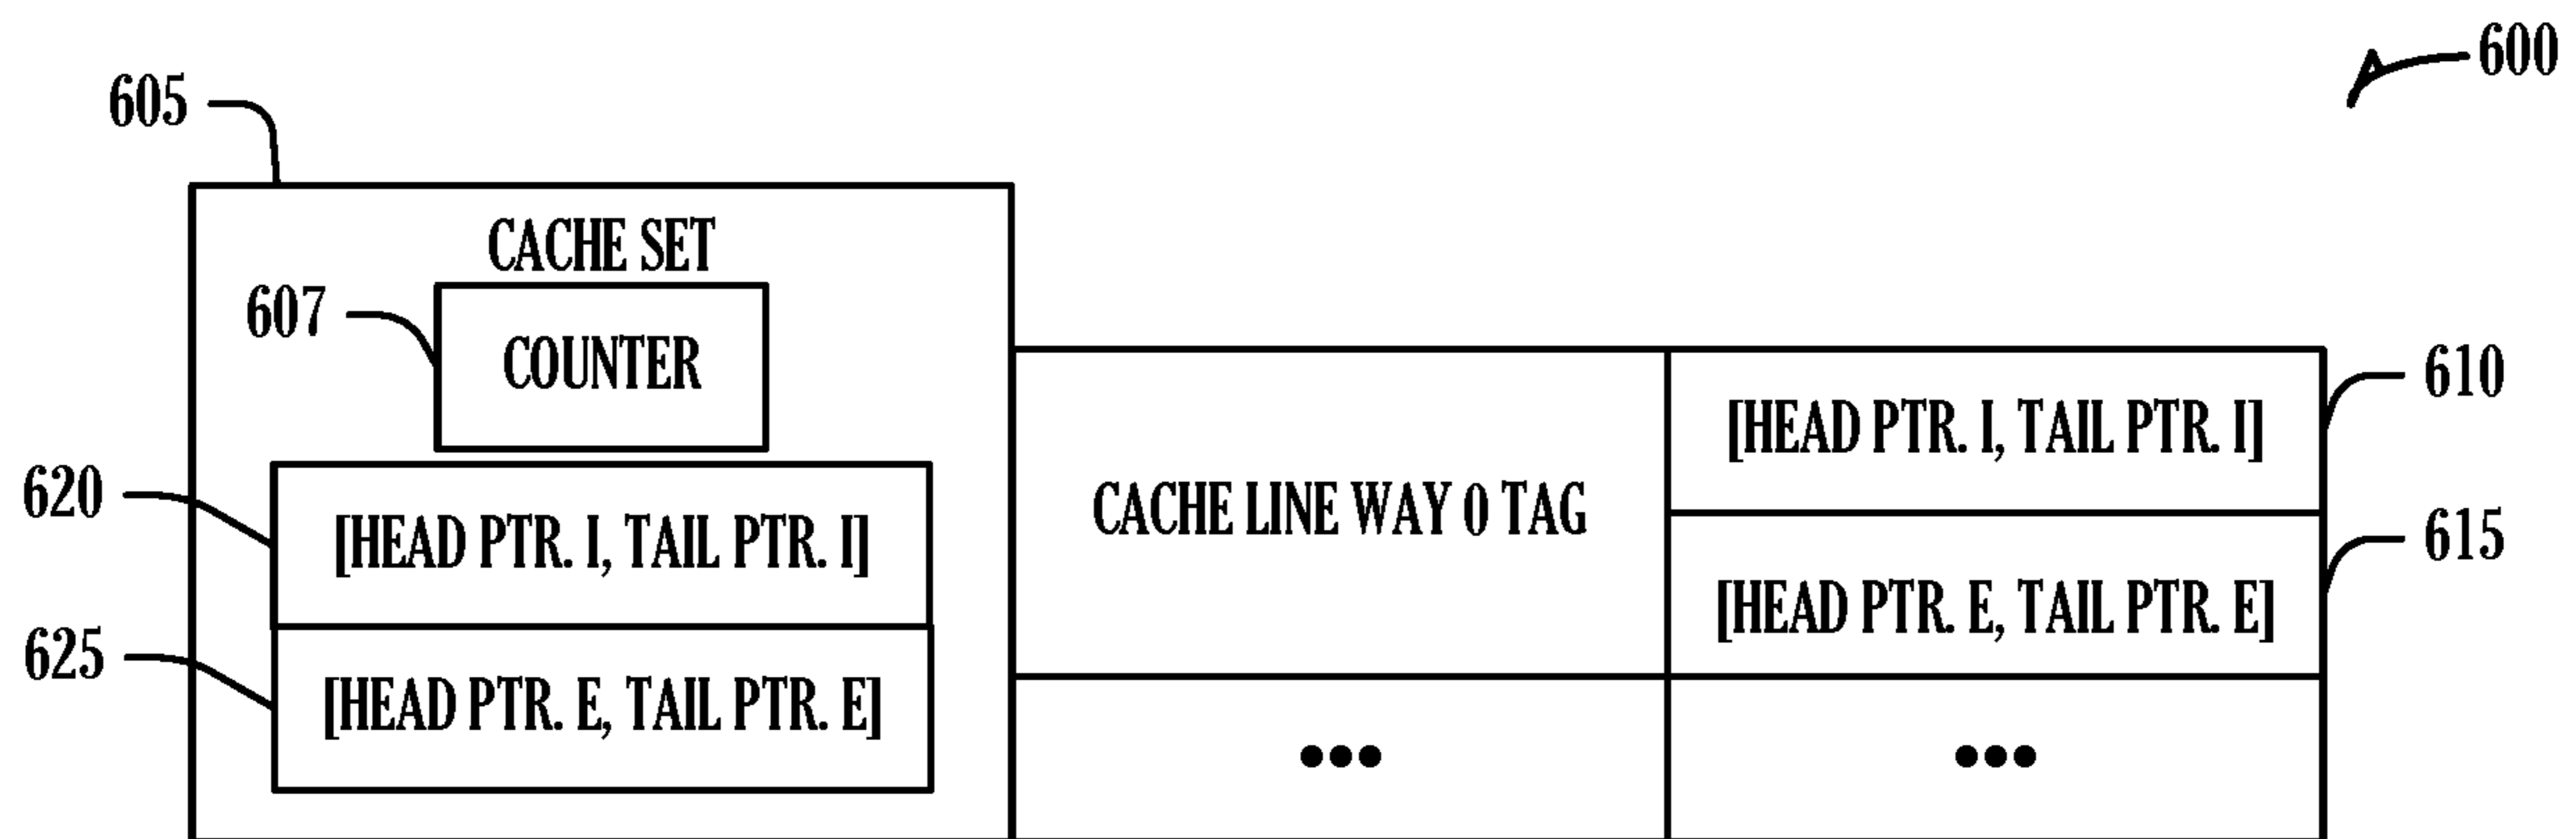 600
605
CACHE SET
607
COUNTER
610
[HEAD PTR. I, TAIL PTR. I]
620
[HEAD PTR. I, TAIL PTR. I]
CACHE LINE WAY 0 TAG
615
[HEAD PTR. E, TAIL PTR. E]
625
[HEAD PTR. E, TAIL PTR. E]
•••
•••